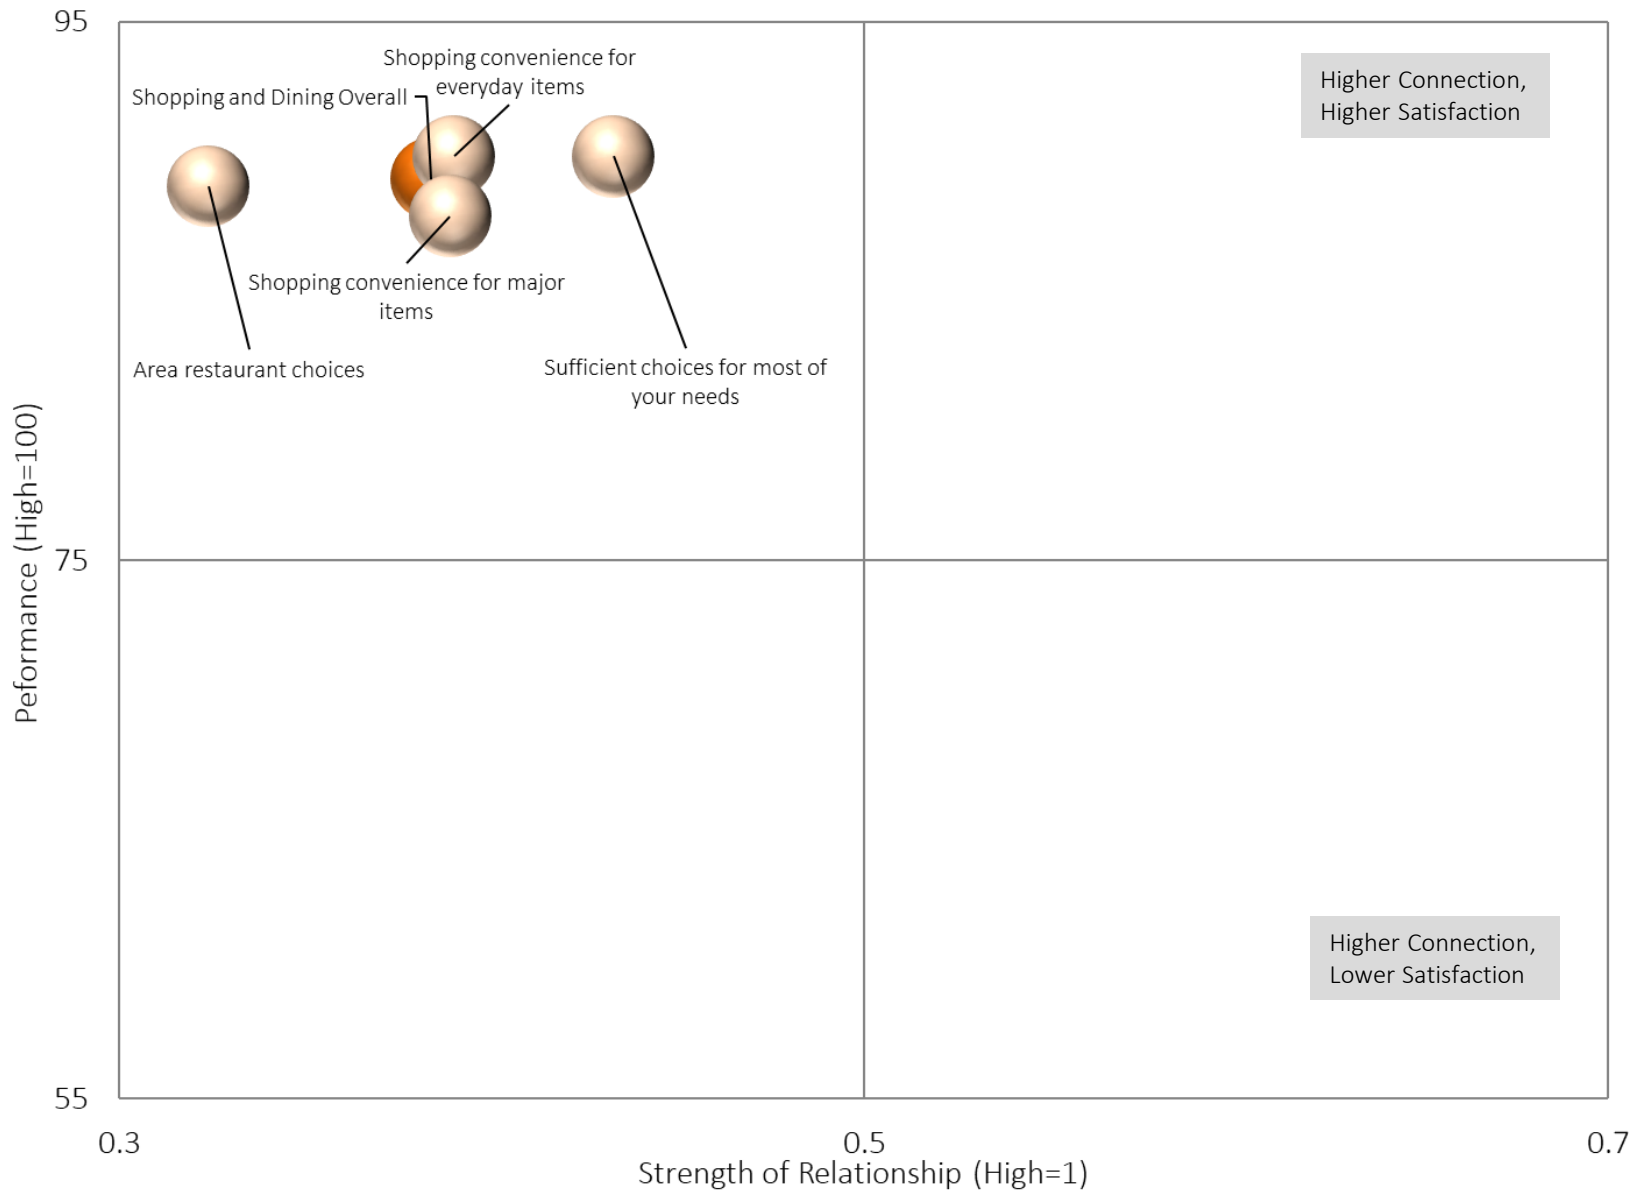 95
Shopping convenience for
everyday items
Shopping and Dining Overall
Higher Connection,
Higher Satisfaction
Shopping convenience for major
items
Area restaurant choices
Sufficient choices for most of
your needs
Peformance (High=100)
75
Higher Connection,
Lower Satisfaction
55
0.3
0.5
0.7
Strength of Relationship (High=1)